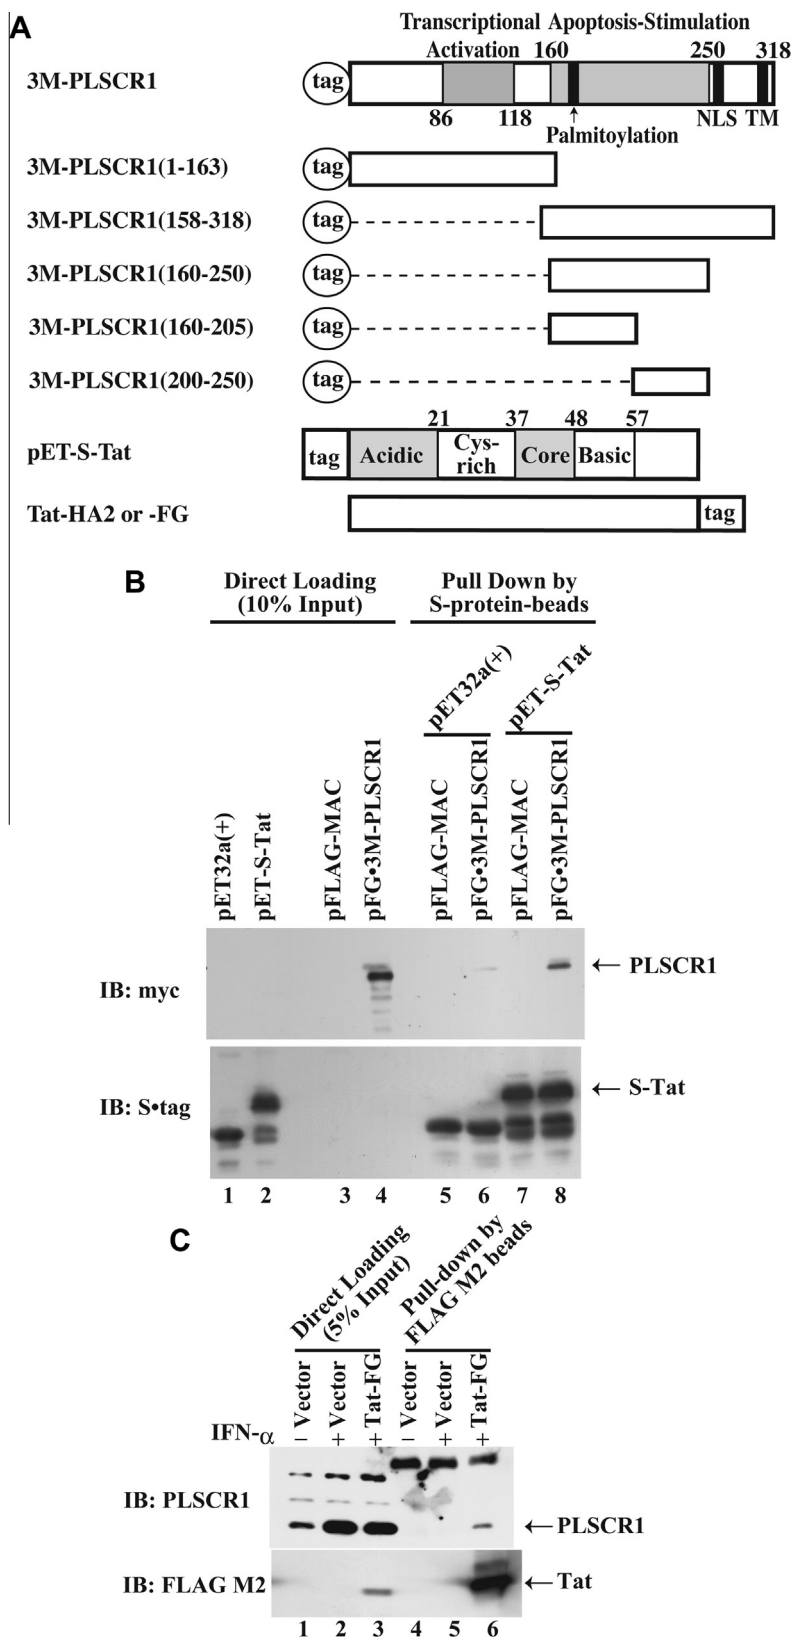 A
Transcriptional Apoptosis-Stimulation
Activation 160 250 318
3M-PLSCR1 tag
86 118 NLS TM
Palmitoylation
3M-PLSCR1(1-163) tag
3M-PLSCR1(158-318) tag
3M-PLSCR1(160-250) tag
3M-PLSCR1(160-205) tag
3M-PLSCR1(200-250) tag
21 37 48 57
pET-S-Tat tag Acidic Cys-rich Core Basic
Tat-HA2 or -FG tag
B
Direct Loading Pull Down by
(10% Input) S-protein-beads
pET32a(+) pET-S-Tat
pET32a(+) pET-S-Tat pFLAG-MAC pFG•3M-PLSCR1 pFLAG-MAC pFG•3M-PLSCR1 pFLAG-MAC pFG•3M-PLSCR1
IB: myc ← PLSCR1
IB: S•tag ← S-Tat
1 2 3 4 5 6 7 8
C
Direct Loading
(5% Input)
Pull-down by
FLAG M2 beads
Vector Vector Tat-FG Vector Vector Tat-FG
IFN-α – + + – + +
IB: PLSCR1 ← PLSCR1
IB: FLAG M2 ← Tat
1 2 3 4 5 6